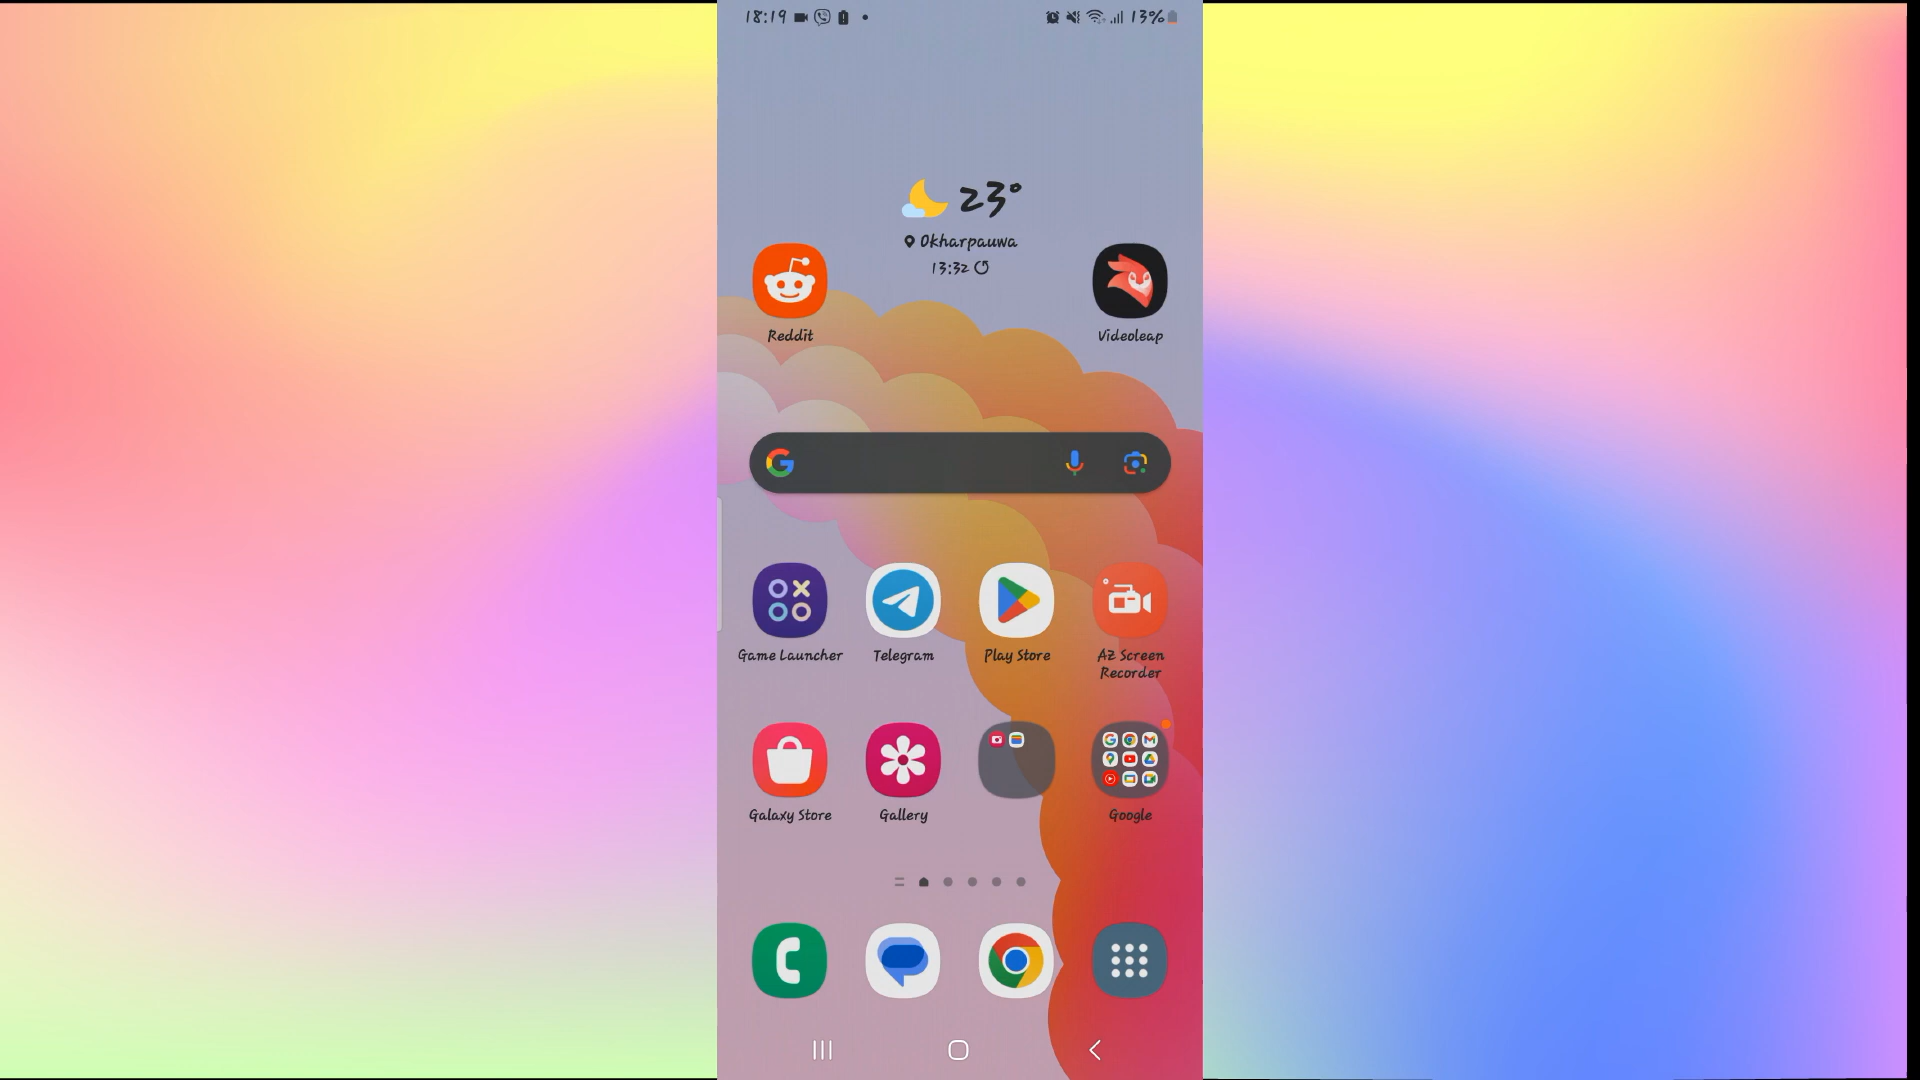 18:19
13%
23°
Okharpauwa
13:32
Reddit
Videoleap
Game Launcher
Telegram
Play Store
AZ Screen
Recorder
Galaxy Store
Gallery
Google